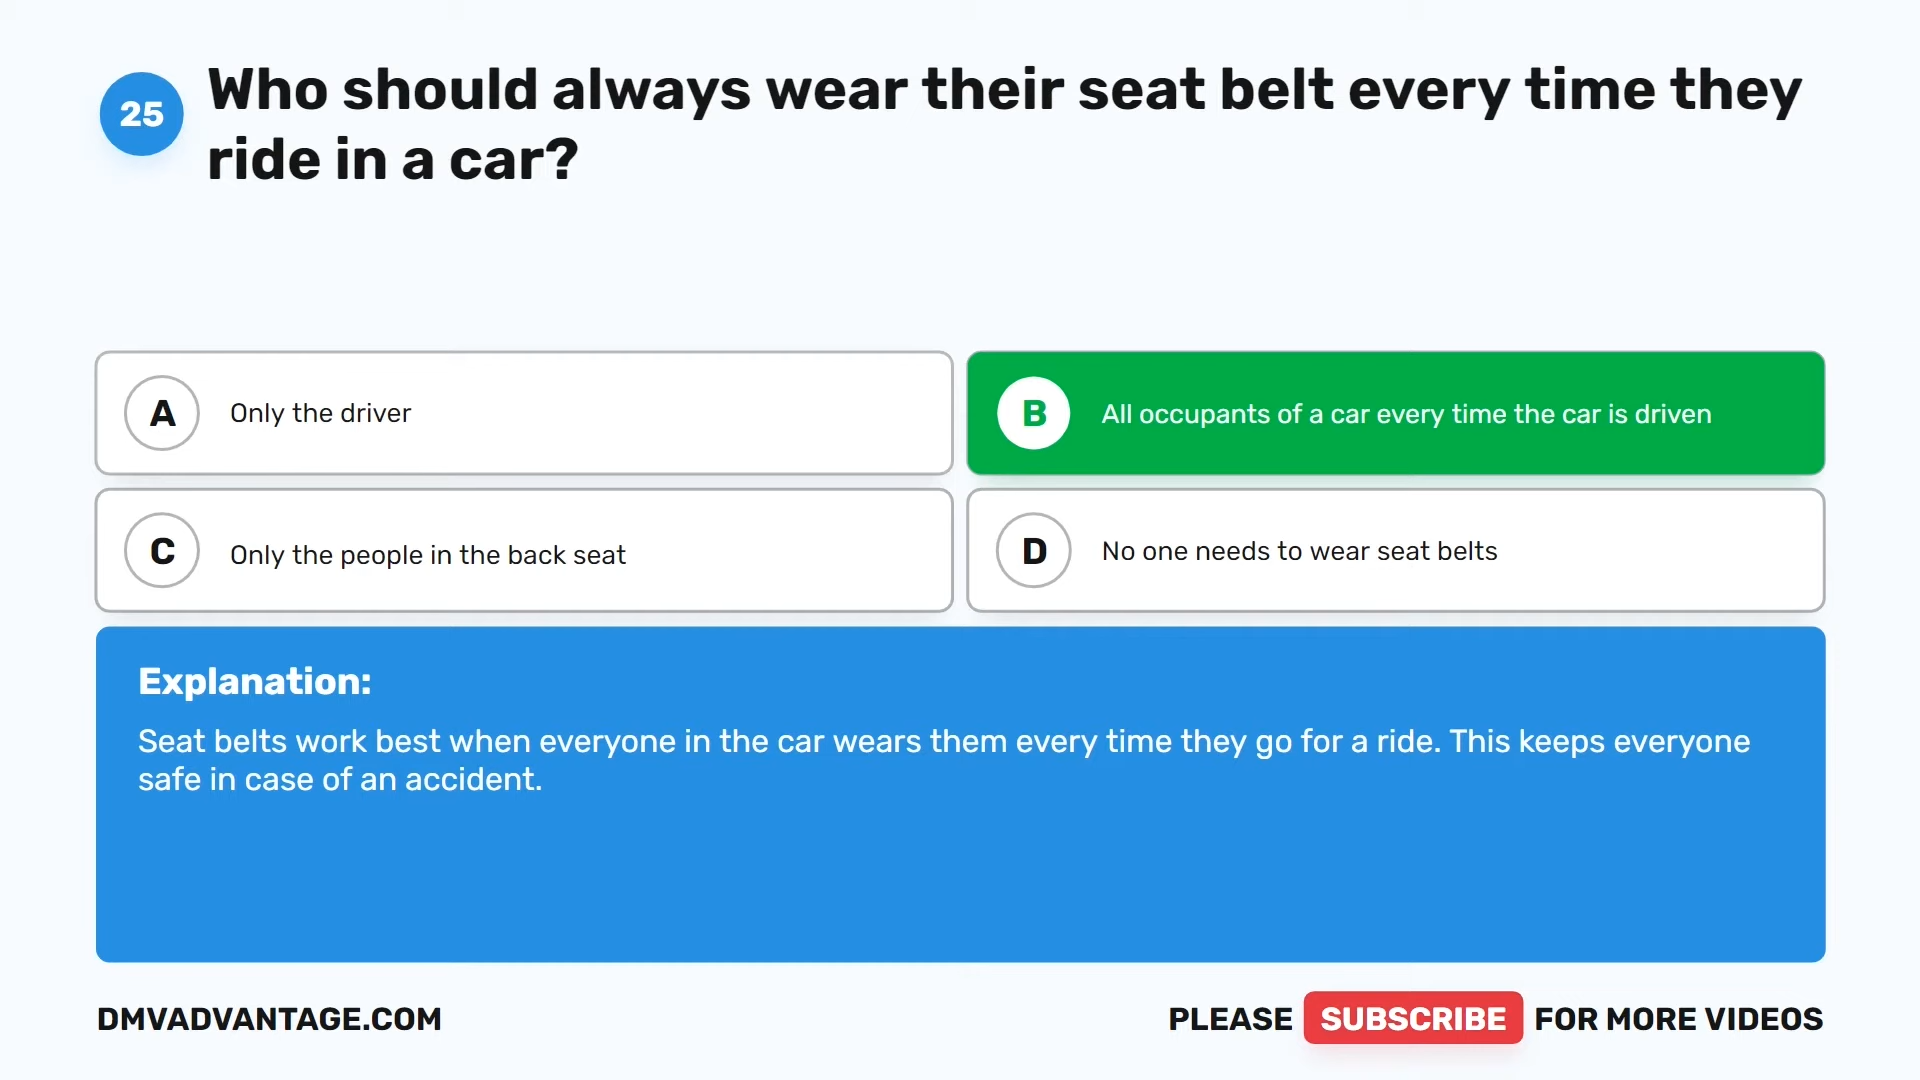 25
Who should always wear their seat belt every time they
ride in a car?
A
Only the driver
B
All occupants of a car every time the car is driven
C
Only the people in the back seat
D
No one needs to wear seat belts
Explanation:
Seat belts work best when everyone in the car wears them every time they go for a ride. This keeps everyone
safe in case of an accident.
DMVADVANTAGE.COM
PLEASE SUBSCRIBE FOR MORE VIDEOS